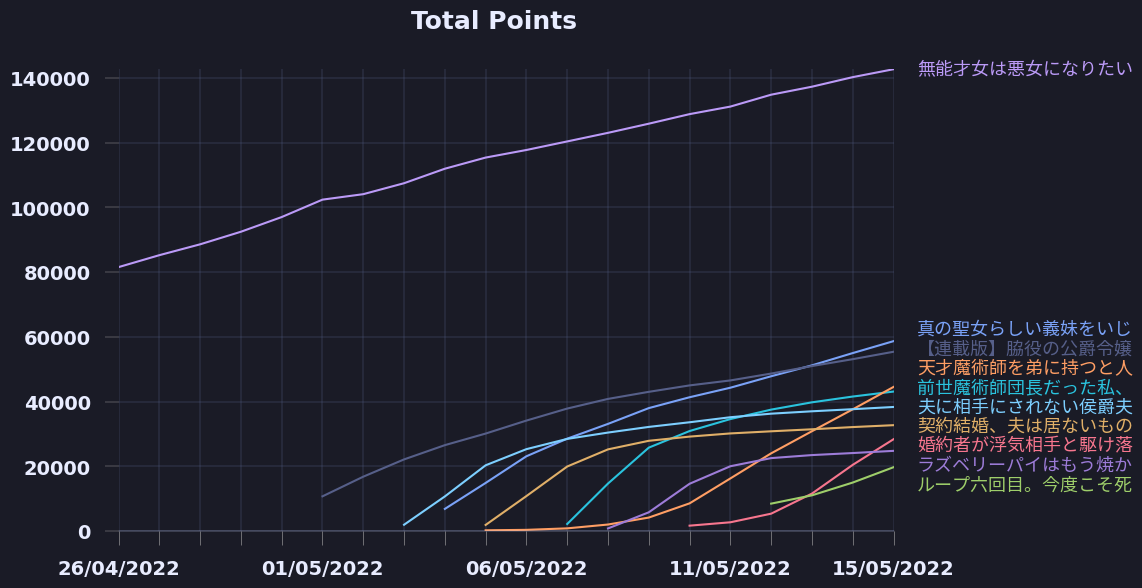 Total Points
140000
120000
100000
80000
60000
40000
20000
0
26/04/2022
01/05/2022
06/05/2022
11/05/2022
15/05/2022
無能才女は悪女になりたい
真の聖女らしい義妹をいじ
【連載版】脇役の公爵令嬢
天才魔術師を弟に持つと人
前世魔術師団長だった私、
夫に相手にされない侯爵夫
契約結婚、夫は居ないもの
婚約者が浮気相手と駆け落
ラズベリーパイはもう焼か
ループ六回目。今度こそ死